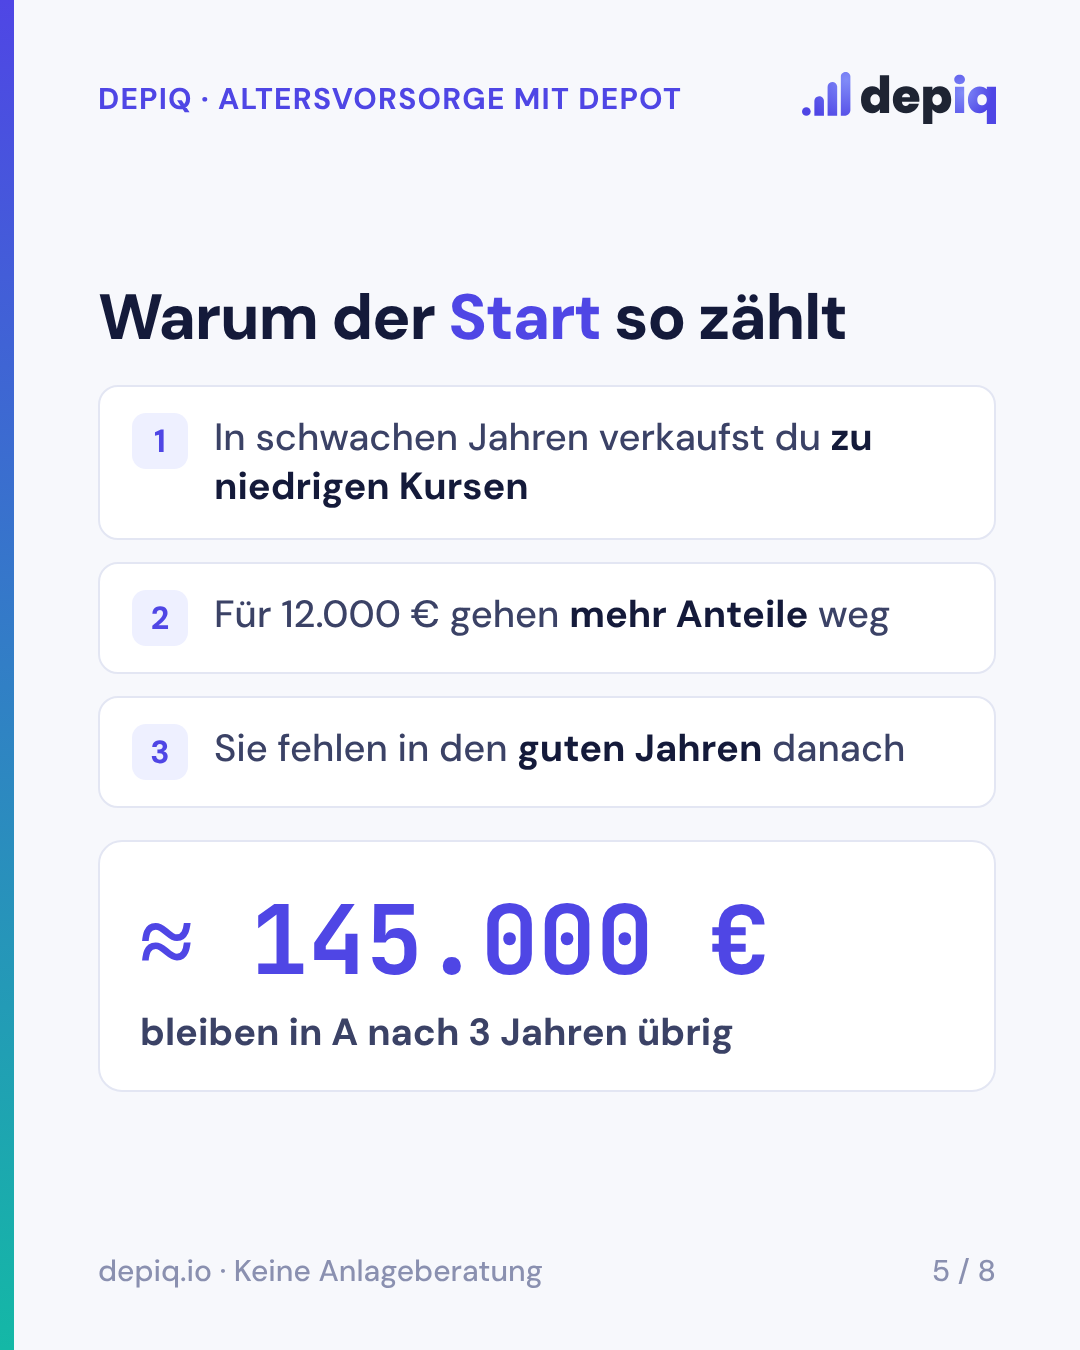 DEPIQ · ALTERSVORSORGE MIT DEPOT
depiq
Warum der Start so zählt
1
In schwachen Jahren verkaufst du zu
niedrigen Kursen
2
Für 12.000 € gehen mehr Anteile weg
3
Sie fehlen in den guten Jahren danach
≈ 145.000 €
bleiben in A nach 3 Jahren übrig
depiq.io · Keine Anlageberatung
5 / 8